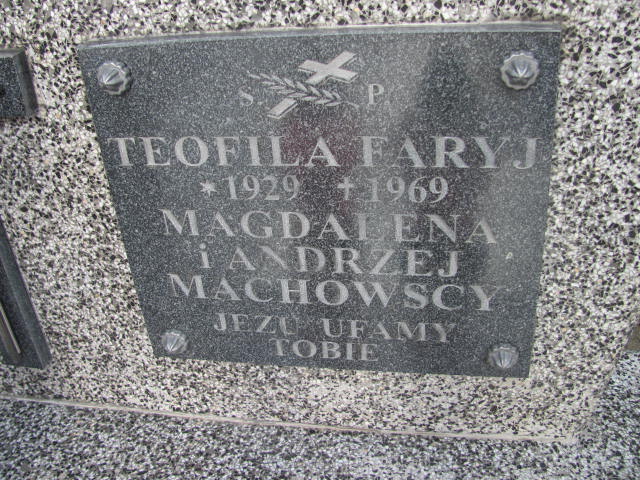 Ś. P.
TEOFILA FARYJ
* 1929 ✝ 1969
MAGDALENA
i ANDRZEJ
MACHOWSCY
JEZU UFAMY
TOBIE